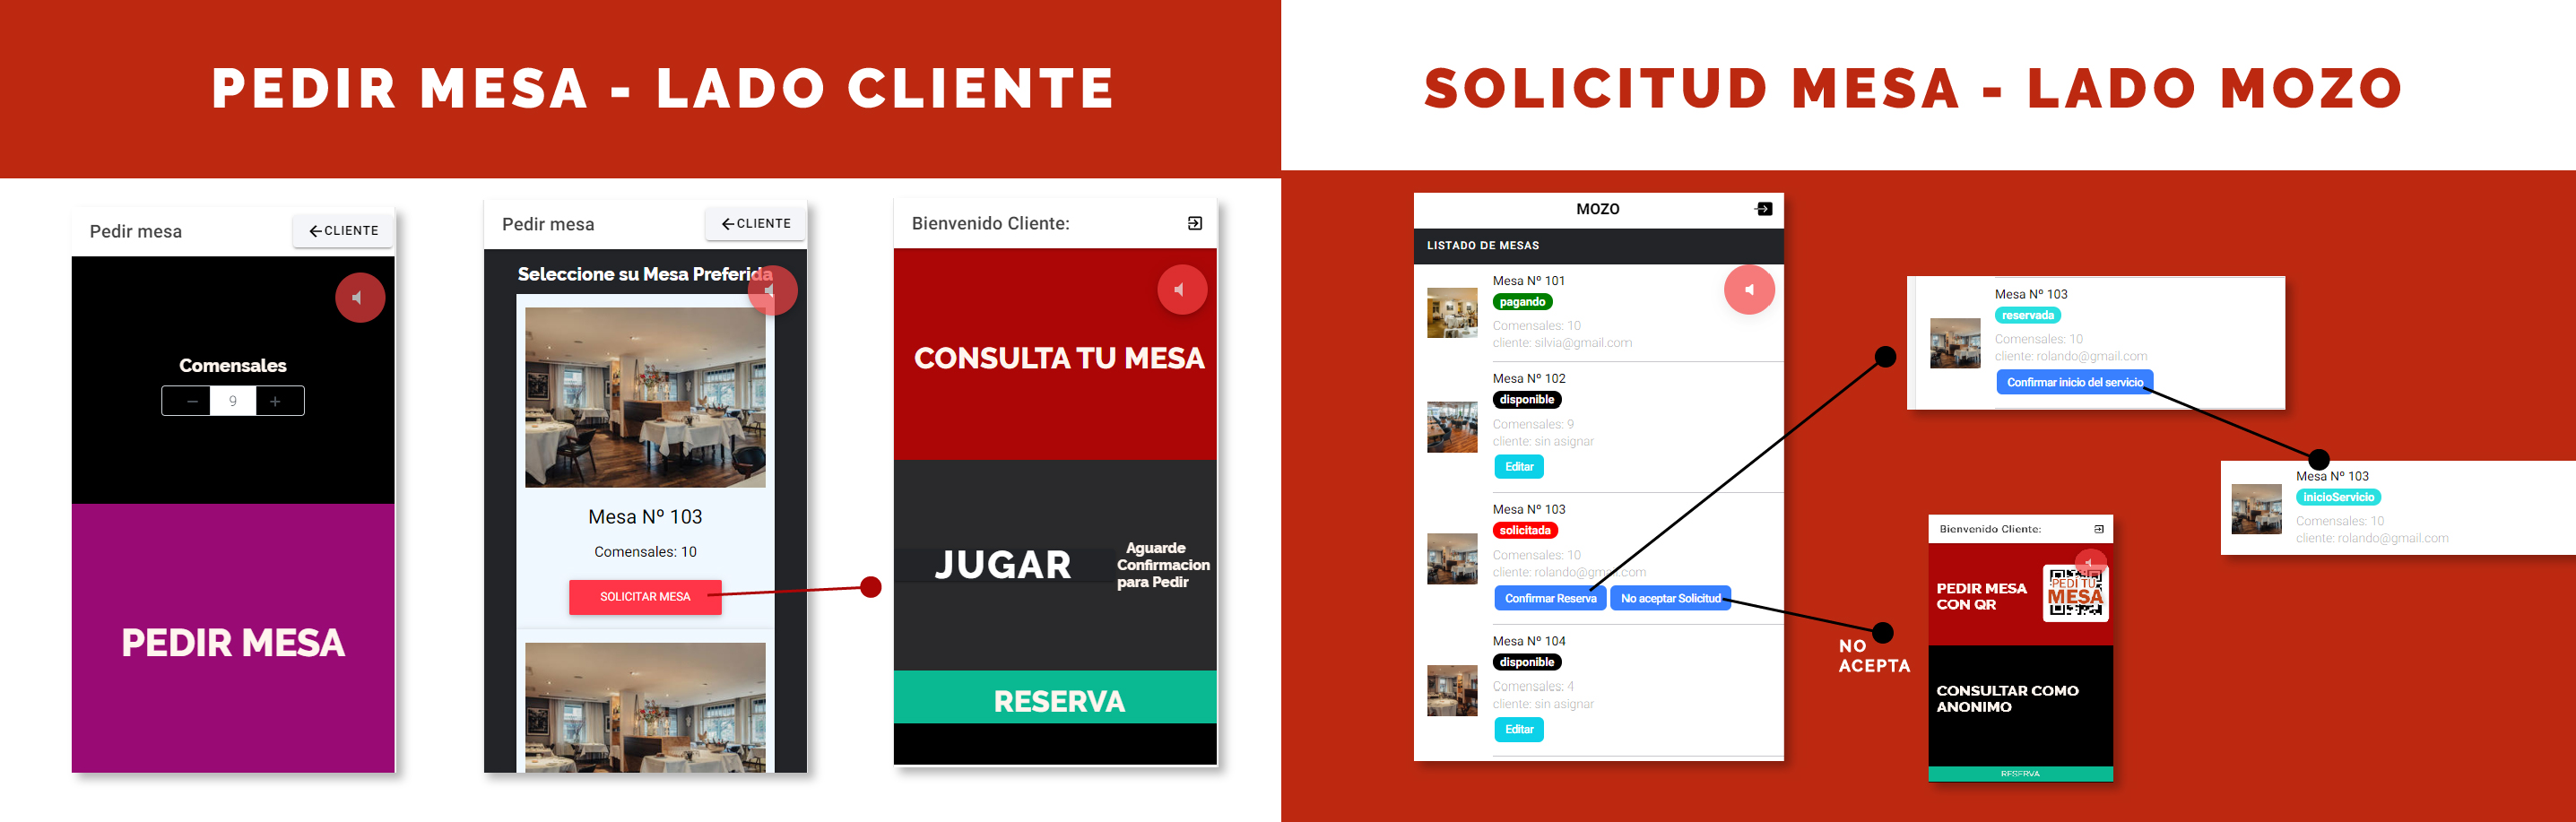 PEDIR MESA - LADO CLIENTE
Pedir mesa
CLIENTE
Comensales
9
PEDIR MESA
Pedir mesa
CLIENTE
Seleccione su Mesa Preferida
Mesa Nº 103
Comensales: 10
SOLICITAR MESA
Bienvenido Cliente:
CONSULTA TU MESA
JUGAR
Aguarde
Confirmacion
para Pedir
RESERVA
SOLICITUD MESA - LADO MOZO
MOZO
LISTADO DE MESAS
Mesa Nº 101
pagando
Comensales: 10
cliente: silvia@gmail.com
Mesa Nº 102
disponible
Comensales: 9
cliente: sin asignar
Editar
Mesa Nº 103
solicitada
Comensales: 10
cliente: rolando@gmail.com
Confirmar Reserva
No aceptar Solicitud
Mesa Nº 104
disponible
Comensales: 4
cliente: sin asignar
Editar
Mesa Nº 103
reservada
Comensales: 10
cliente: rolando@gmail.com
Confirmar inicio del servicio
Mesa Nº 103
inicioServicio
Comensales: 10
cliente: rolando@gmail.com
NO
ACEPTA
Bienvenido Cliente:
PEDIR MESA
CON QR
PEDI TU
MESA
CONSULTAR COMO
ANONIMO
RESERVA